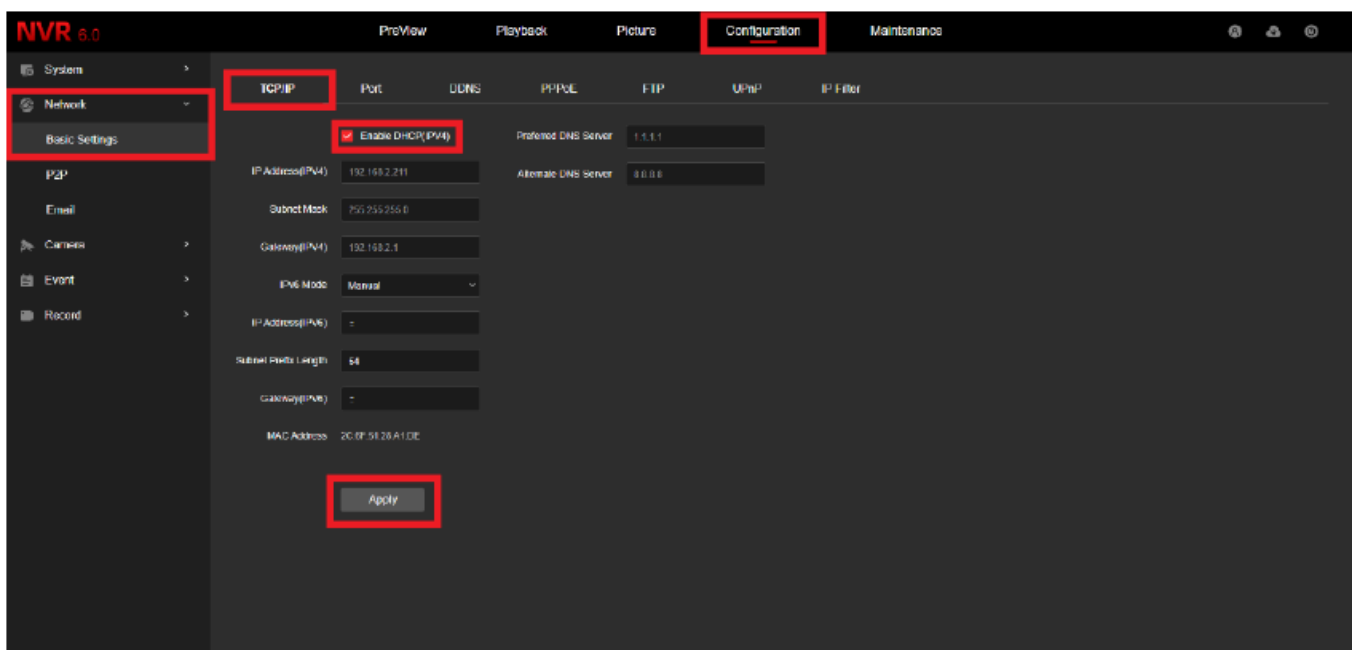 NVR 6.0
PreView Playback Picture Configuration Maintenance
System
Network
Basic Settings
P2P
Email
Camera
Event
Record
TCP/IP Port DDNS PPPoE FTP UPnP IP Filter
Enable DHCP(IPV4)
Preferred DNS Server 1.1.1.1
IP Address(IPV4) 192.168.2.211
Alternate DNS Server 8.8.8.8
Subnet Mask 255.255.255.0
Gateway(IPV4) 192.168.2.1
IPv6 Mode Manual
IP Address(IPV6) ::
Subnet Prefix Length 64
Gateway(IPV6) ::
MAC Address
Apply